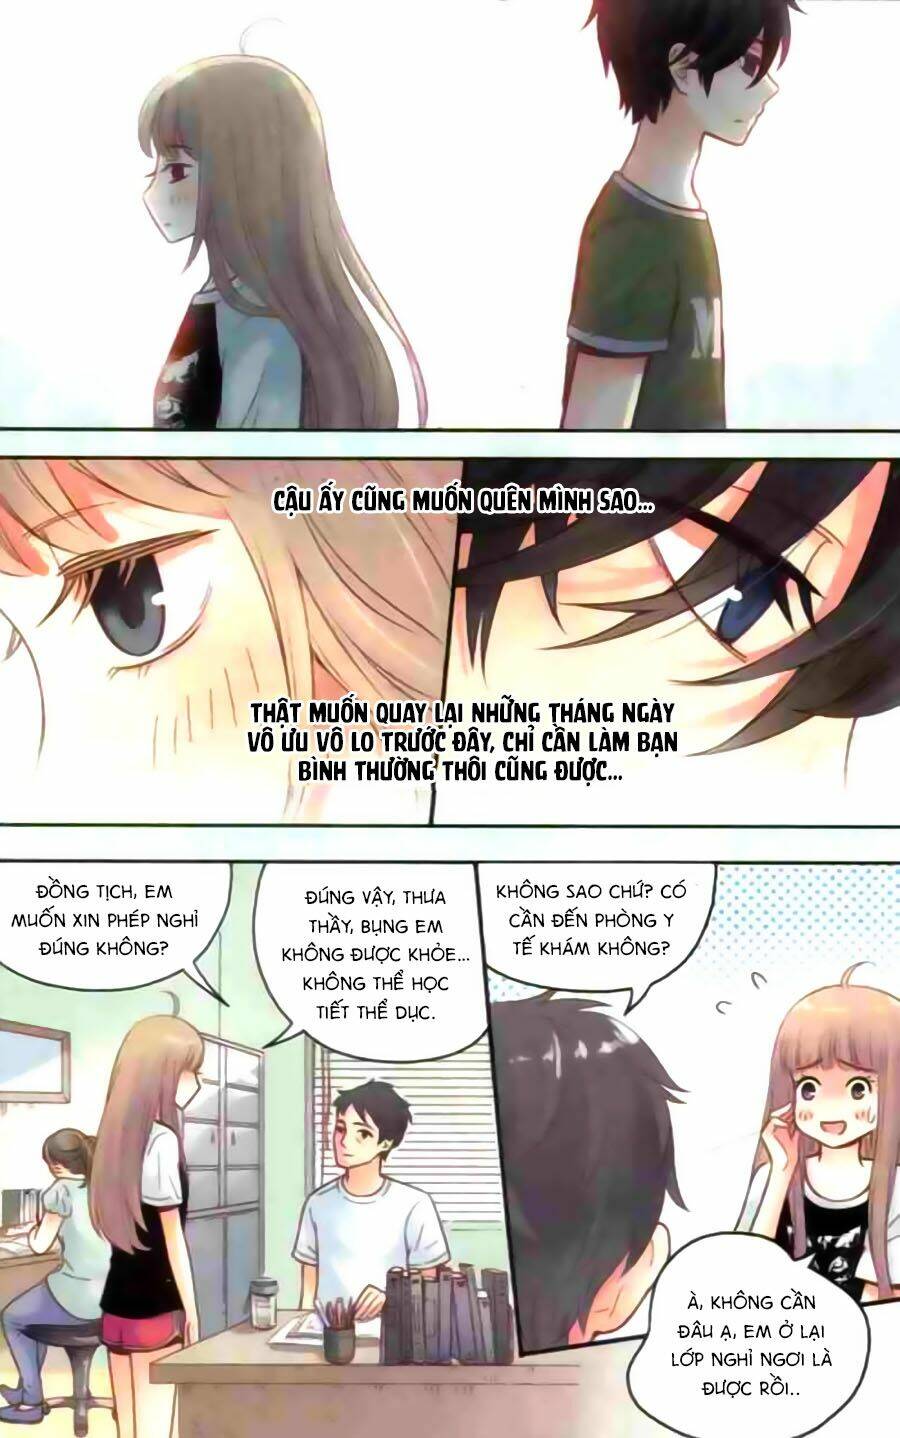 M
CẬU ẤY CŨNG MUỐN QUÊN MÌNH SAO...
THẬT MUỐN QUAY LẠI NHỮNG THÁNG NGÀY
VÔ ƯU VÔ LO TRƯỚC ĐÂY, CHỈ CẦN LÀM BẠN
BÌNH THƯỜNG THÔI CŨNG ĐƯỢC...
ĐỒNG TỊCH, EM
MUỐN XIN PHÉP NGHỈ
ĐÚNG KHÔNG?
ĐÚNG VẬY, THƯA
THẦY, BỤNG EM
KHÔNG ĐƯỢC KHỎE...
KHÔNG THỂ HỌC
TIẾT THỂ DỤC.
KHÔNG SAO CHỨ? CÓ
CẦN ĐẾN PHÒNG Y
TẾ KHÁM KHÔNG?
À, KHÔNG CẦN
ĐÂU Ạ, EM Ở LẠI
LỚP NGHỈ NGƠI LÀ
ĐƯỢC RỒI..